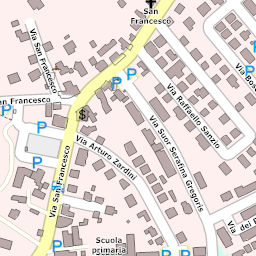 San
Francesco
Via San Francesco
San Francesco
Via Raffaello Sanzio
Via Suor Serafina Gregoris
Via Arturo Zardini
Via San Francesco
Scuola
primaria
Via
P
P
P
P
P
P
P
$